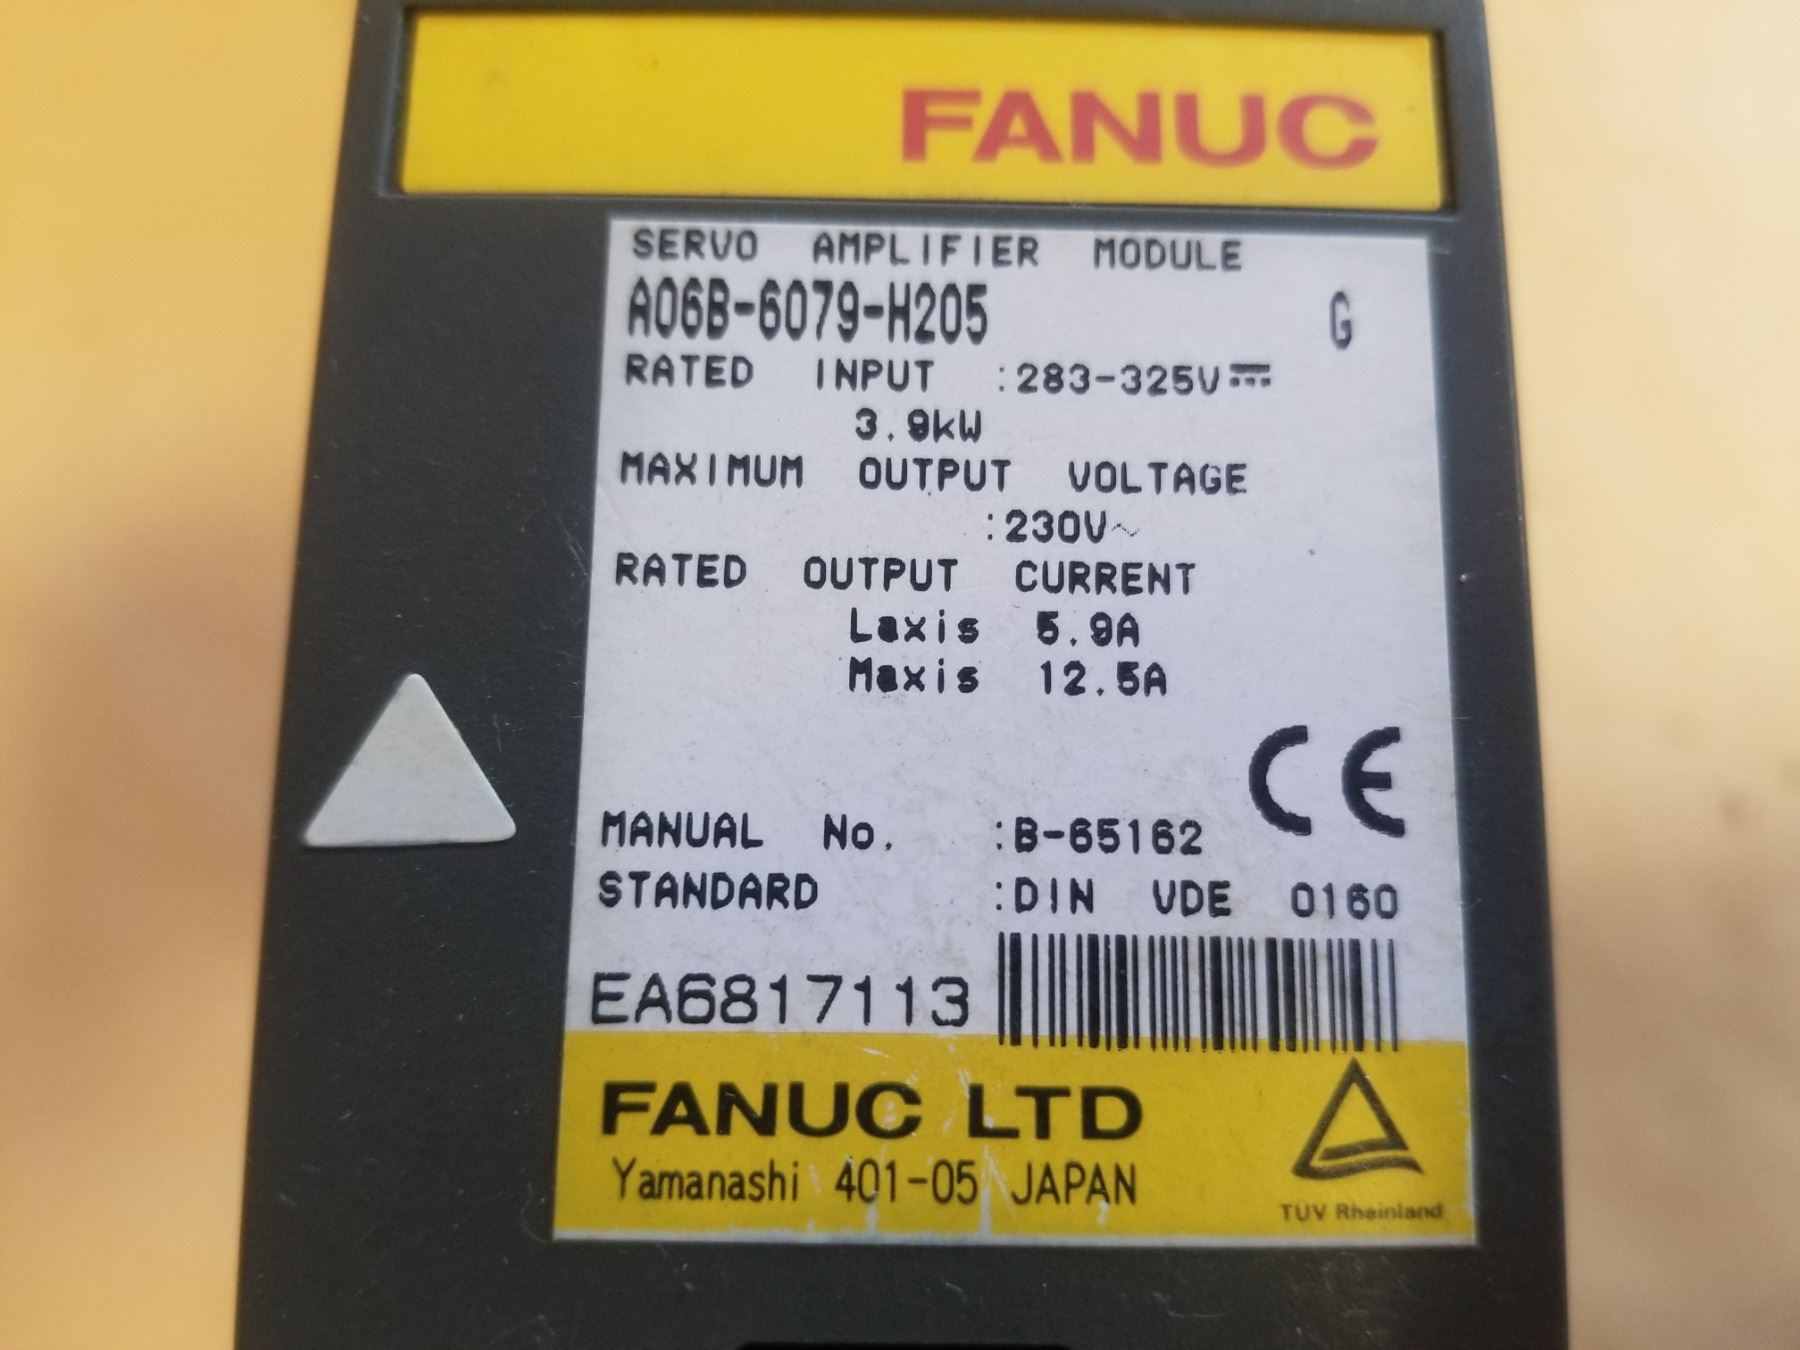 FANUC
SERVO AMPLIFIER MODULE
A06B-6079-H205 G
RATED INPUT :283-325V⎓
3.9kW
MAXIMUM OUTPUT VOLTAGE
:230V~
RATED OUTPUT CURRENT
Laxis 5.9A
Maxis 12.5A
CE
MANUAL No. :B-65162
STANDARD :DIN VDE 0160
EA6817113
FANUC LTD
Yamanashi 401-05 JAPAN
TÜV Rheinland